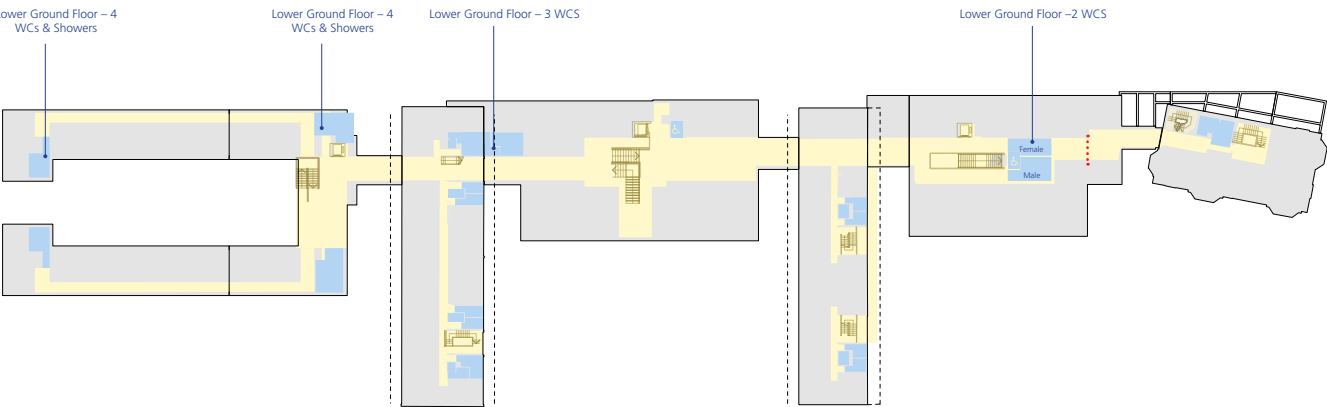 ower Ground Floor – 4
WCs & Showers
Lower Ground Floor – 4
WCs & Showers
Lower Ground Floor – 3 WCS
Lower Ground Floor –2 WCS
Female
Male